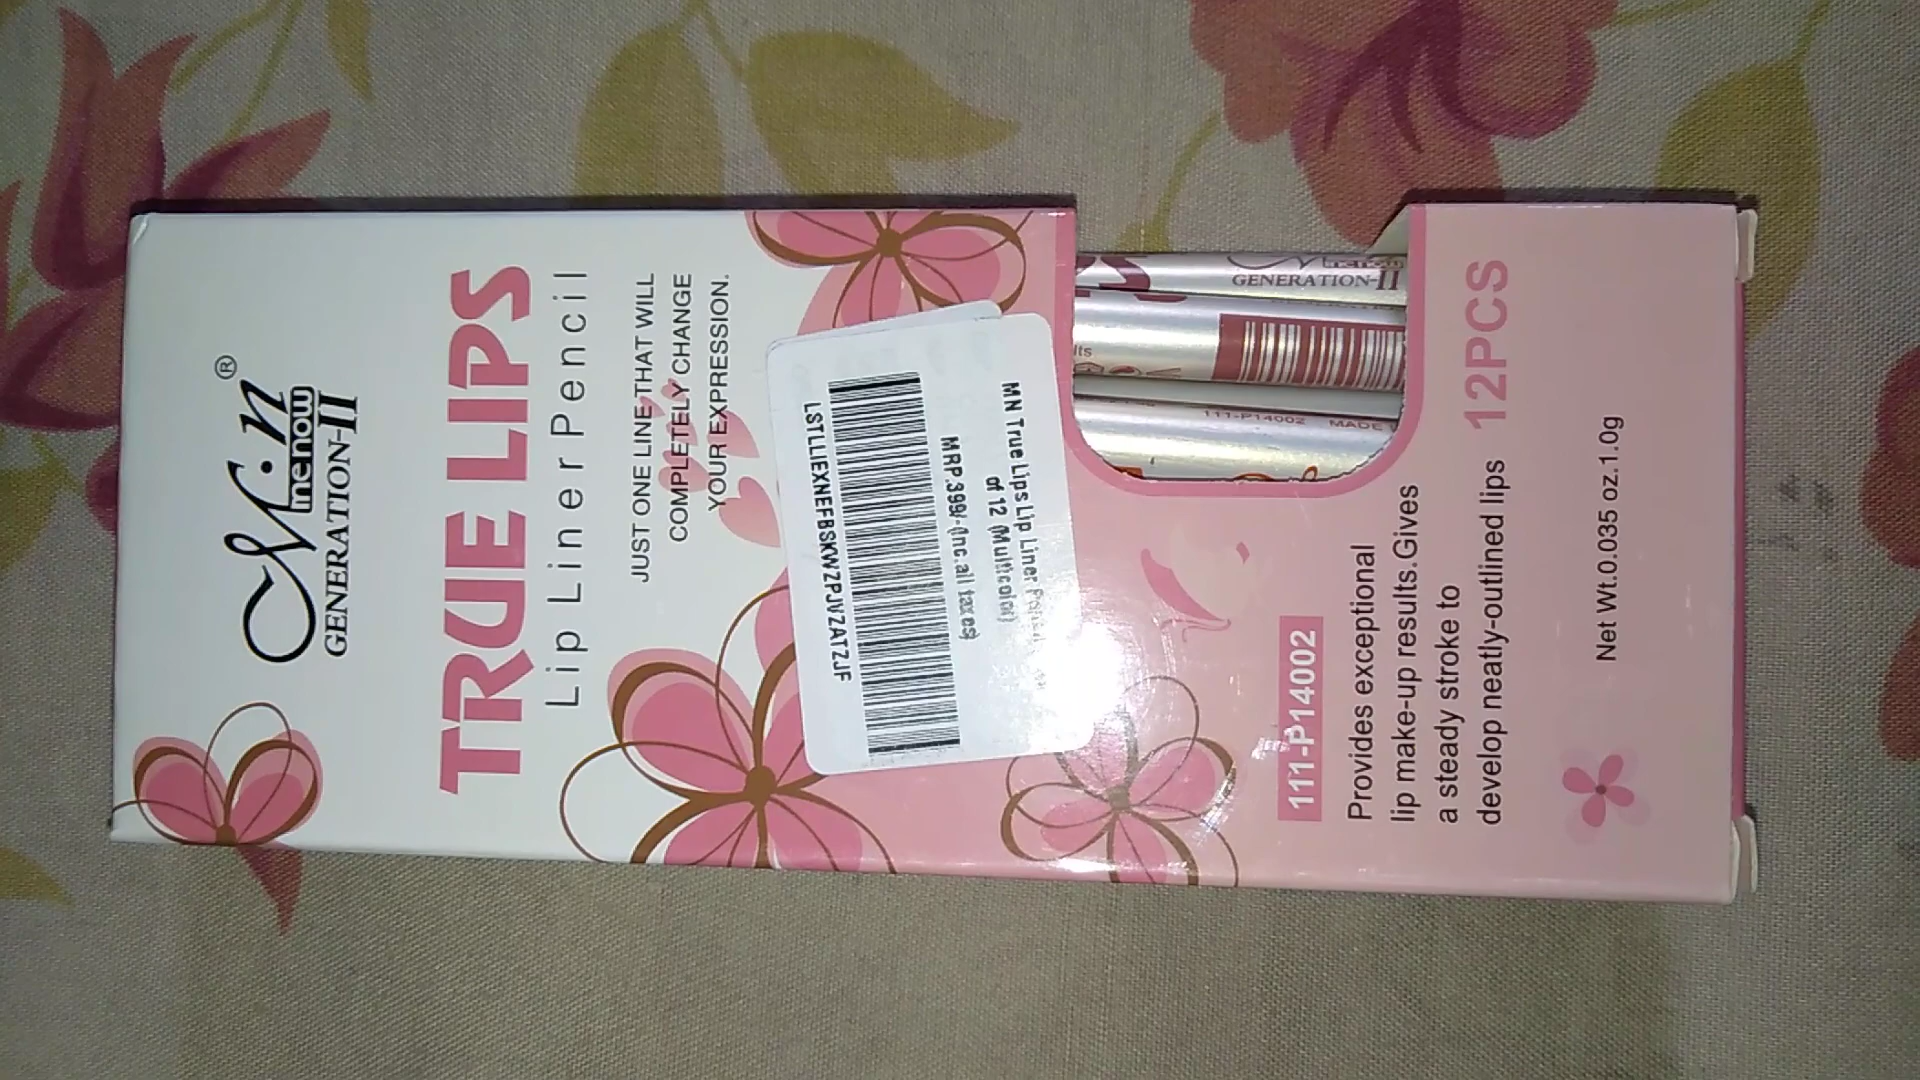 Mn®
menow
GENERATION-II
TRUE LIPS
Lip Liner Pencil
JUST ONE LINE THAT WILL
COMPLETELY CHANGE
YOUR EXPRESSION.
LSTLLIEXNEFBSKWZPJVZATZJF
MRP:399/-(Inc.all taxes)
MN True Lips Lip Liner
of 12 (Multicolor)
GENERATION-II
lts
111-P14002 MADE
111-P14002
Provides exceptional
lip make-up results.Gives
a steady stroke to
develop neatly-outlined lips
12PCS
Net Wt.0.035 oz.1.0g